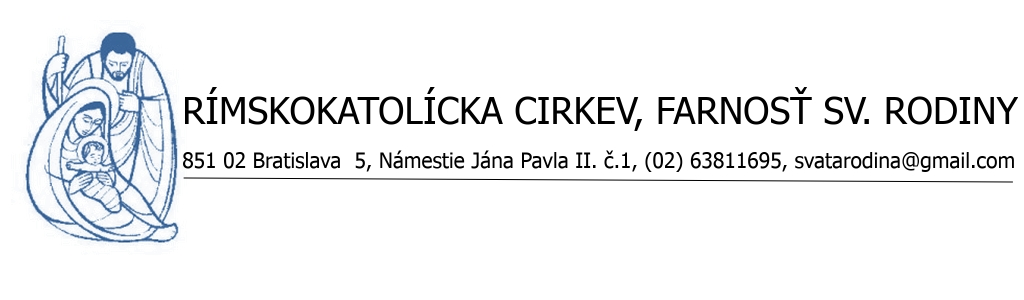 RÍMSKOKATOLÍCKA CIRKEV, FARNOSŤ SV. RODINY
851 02 Bratislava  5, Námestie Jána Pavla II. č.1, (02) 63811695, svatarodina@gmail.com